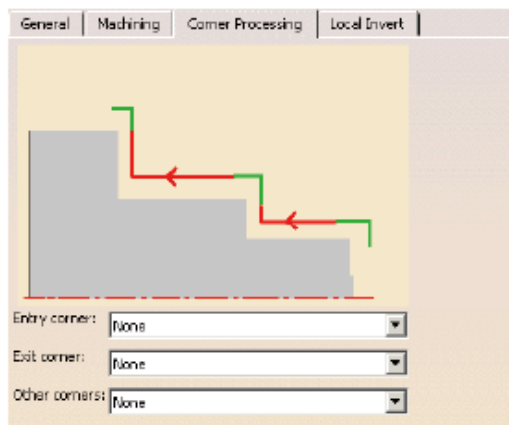 General Machining Corner Processing Local Invert
Entry corner: None
Exit corner: None
Other corners: None